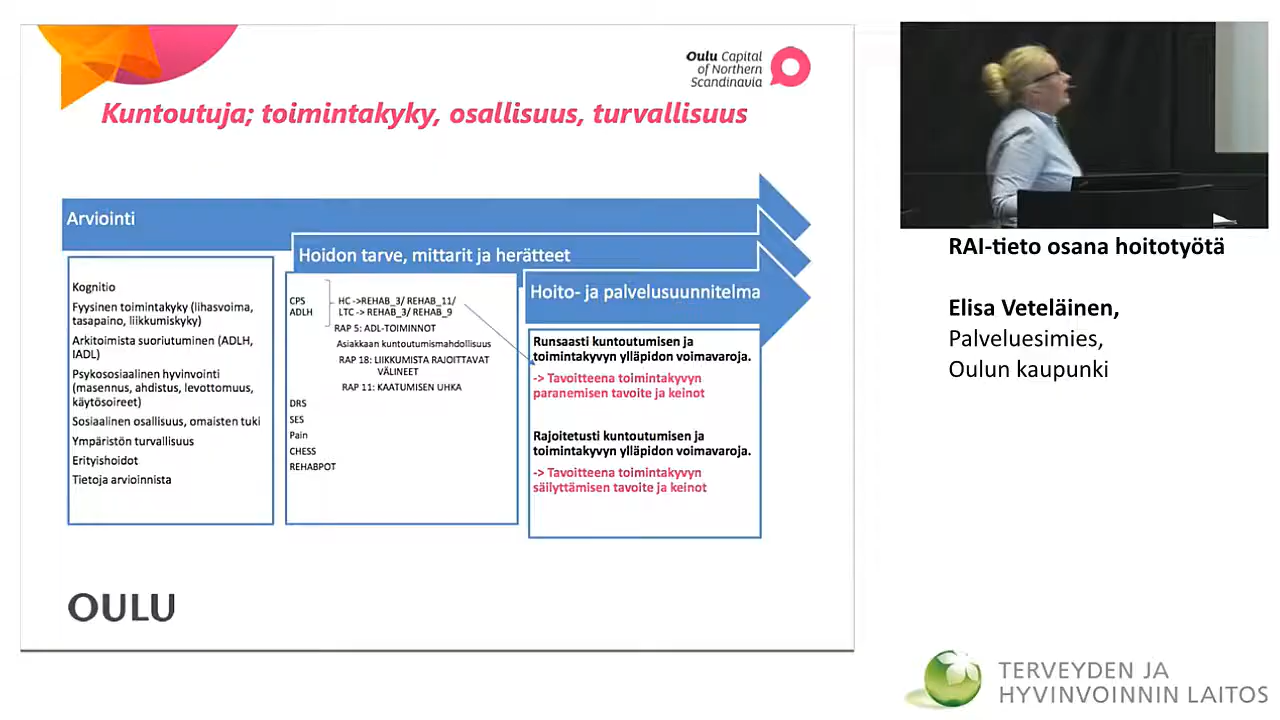 Oulu Capital
of Northern
Scandinavia
Kuntoutuja; toimintakyky, osallisuus, turvallisuus
Arviointi
Kognitio
Fyysinen toimintakyky (lihasvoima,
tasapaino, liikkumiskyky)
Arkitoimista suoriutuminen (ADLH,
IADL)
Psykososiaalinen hyvinvointi
(masennus, ahdistus, levottomuus,
käytösoireet)
Sosiaalinen osallisuus, omaisten tuki
Ympäristön turvallisuus
Erityishoidot
Tietoja arvioinnista
Hoidon tarve, mittarit ja herätteet
CPS
ADLH
HC ->REHAB_3/ REHAB_11/
LTC -> REHAB_3/ REHAB_9
RAP 5: ADL-TOIMINNOT
Asiakkaan kuntoutumismahdollisuus
RAP 18: LIIKKUMISTA RAJOITTAVAT
VÄLINEET
RAP 11: KAATUMISEN UHKA
DRS
SES
Pain
CHESS
REHABPOT
Hoito- ja palvelusuunnitelma
Runsaasti kuntoutumisen ja
toimintakyvyn ylläpidon voimavaroja.
-> Tavoitteena toimintakyvyn
paranemisen tavoite ja keinot
Rajoitetusti kuntoutumisen ja
toimintakyvyn ylläpidon voimavaroja.
-> Tavoitteena toimintakyvyn
säilyttämisen tavoite ja keinot
OULU
RAI-tieto osana hoitotyötä
Elisa Veteläinen,
Palveluesimies,
Oulun kaupunki
TERVEYDEN JA
HYVINVOINNIN LAITOS